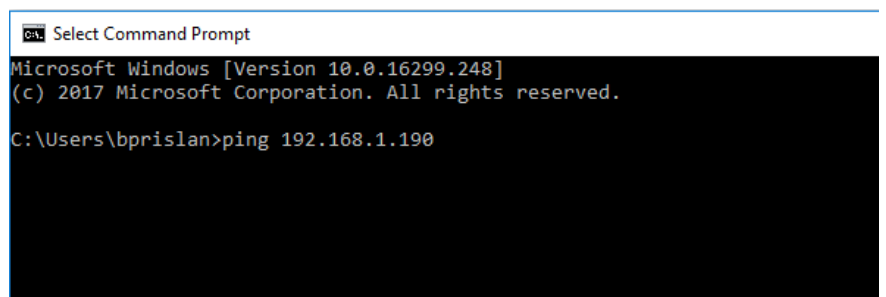 Select Command Prompt
Microsoft Windows [Version 10.0.16299.248]
(c) 2017 Microsoft Corporation. All rights reserved.
C:\Users\bprislan>ping 192.168.1.190